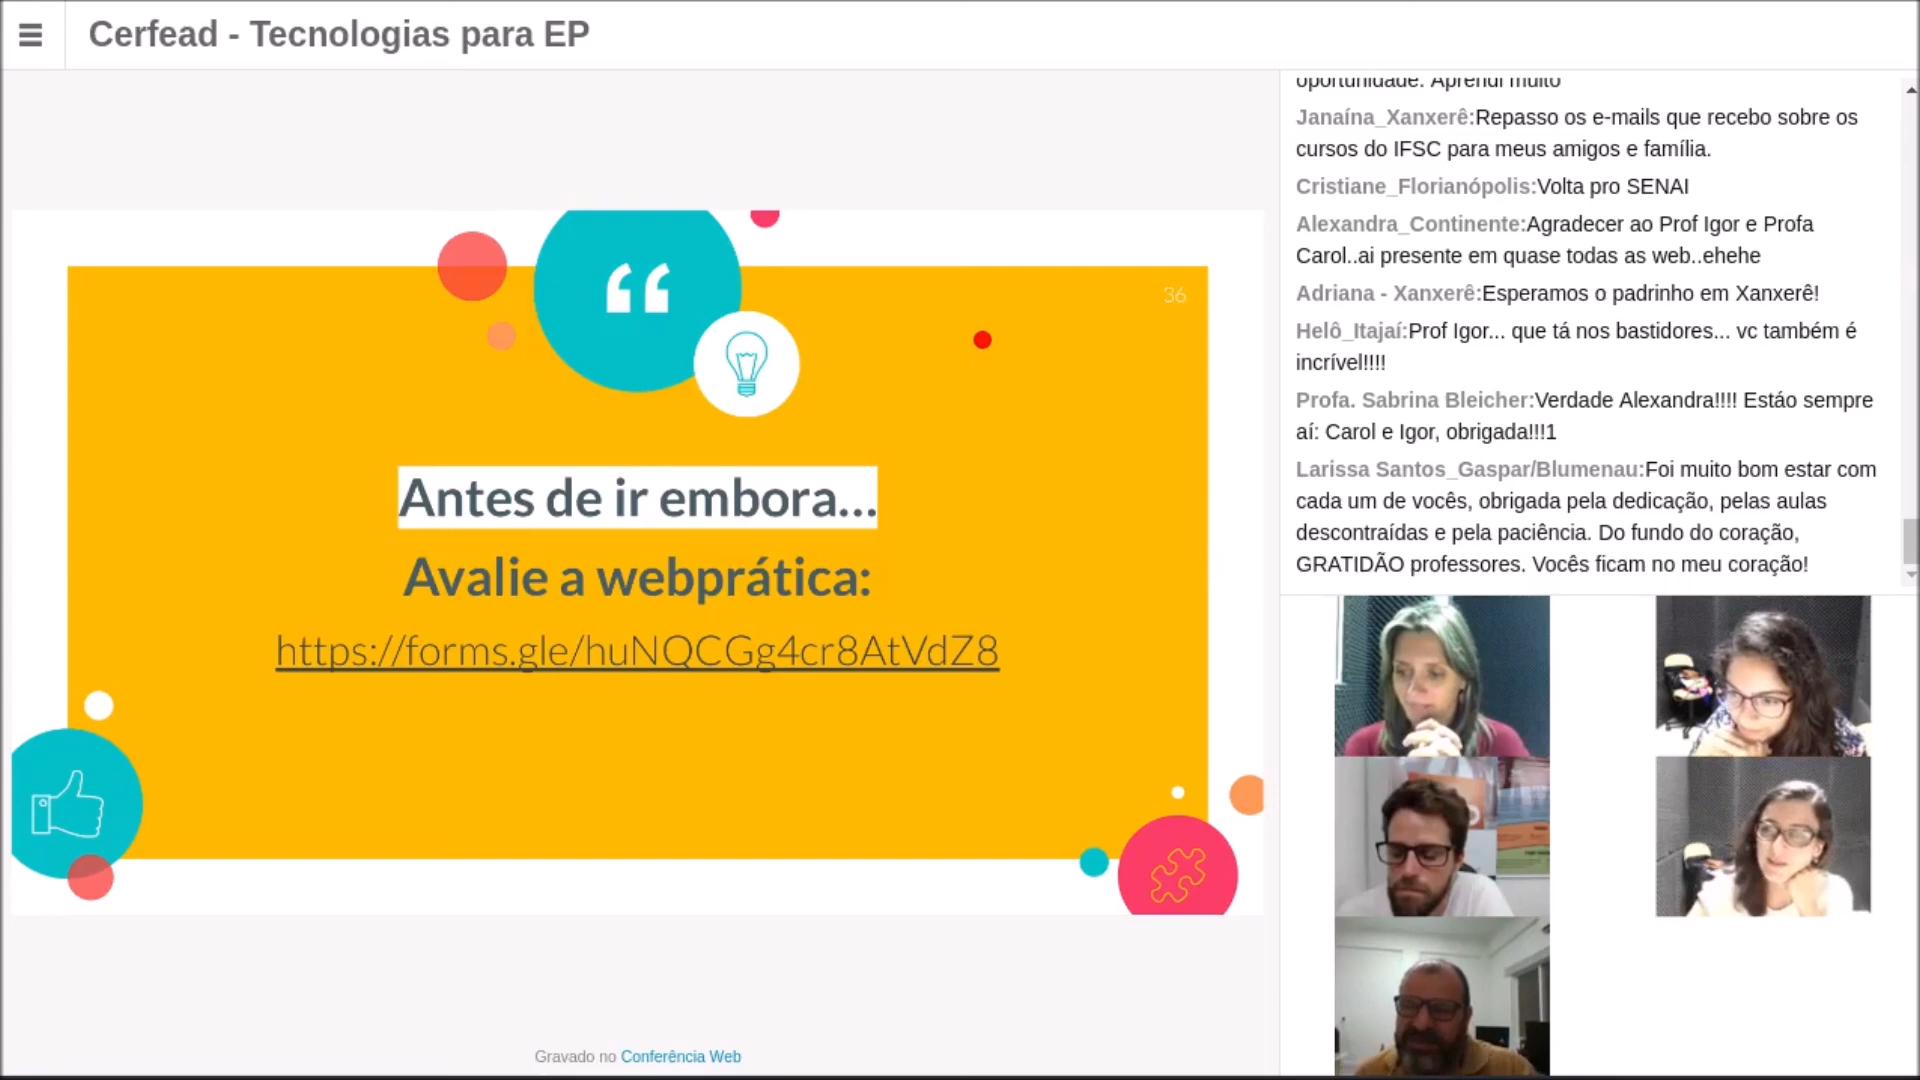 Cerfead - Tecnologias para EP
36
Antes de ir embora...
Avalie a webprática:
https://forms.gle/huNQCGg4cr8AtVdZ8
Gravado no Conferência Web
oportunidade. Aprendi muito
Janaína_Xanxerê:Repasso os e-mails que recebo sobre os
cursos do IFSC para meus amigos e família.
Cristiane_Florianópolis:Volta pro SENAI
Alexandra_Continente:Agradecer ao Prof Igor e Profa
Carol..ai presente em quase todas as web..ehehe
Adriana - Xanxerê:Esperamos o padrinho em Xanxerê!
Helô_Itajaí:Prof Igor... que tá nos bastidores... vc também é
incrível!!!!
Profa. Sabrina Bleicher:Verdade Alexandra!!!! Estáo sempre
aí: Carol e Igor, obrigada!!!1
Larissa Santos_Gaspar/Blumenau:Foi muito bom estar com
cada um de vocês, obrigada pela dedicação, pelas aulas
descontraídas e pela paciência. Do fundo do coração,
GRATIDÃO professores. Vocês ficam no meu coração!